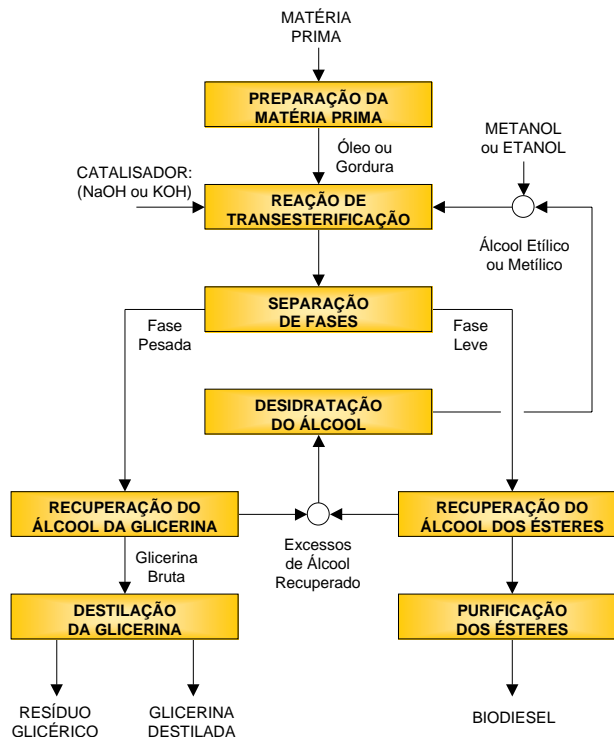 MATÉRIA
PRIMA
PREPARAÇÃO DA
MATÉRIA PRIMA
METANOL
ou ETANOL
Óleo ou
Gordura
CATALISADOR:
(NaOH ou KOH)
REAÇÃO DE
TRANSESTERIFICAÇÃO
Álcool Etílico
ou Metílico
SEPARAÇÃO
DE FASES
Fase
Pesada
Fase
Leve
DESIDRATAÇÃO
DO ÁLCOOL
RECUPERAÇÃO DO
ÁLCOOL DA GLICERINA
RECUPERAÇÃO DO
ÁLCOOL DOS ÉSTERES
Glicerina
Bruta
Excessos
de Álcool
Recuperado
DESTILAÇÃO
DA GLICERINA
PURIFICAÇÃO
DOS ÉSTERES
RESÍDUO
GLICÉRICO
GLICERINA
DESTILADA
BIODIESEL